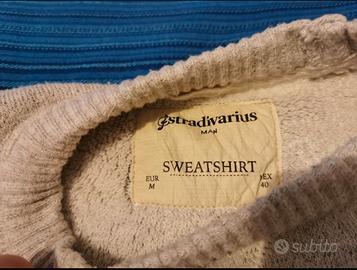 stradivarius
MAN
SWEATSHIRT
EUR MEX
M 40
subito